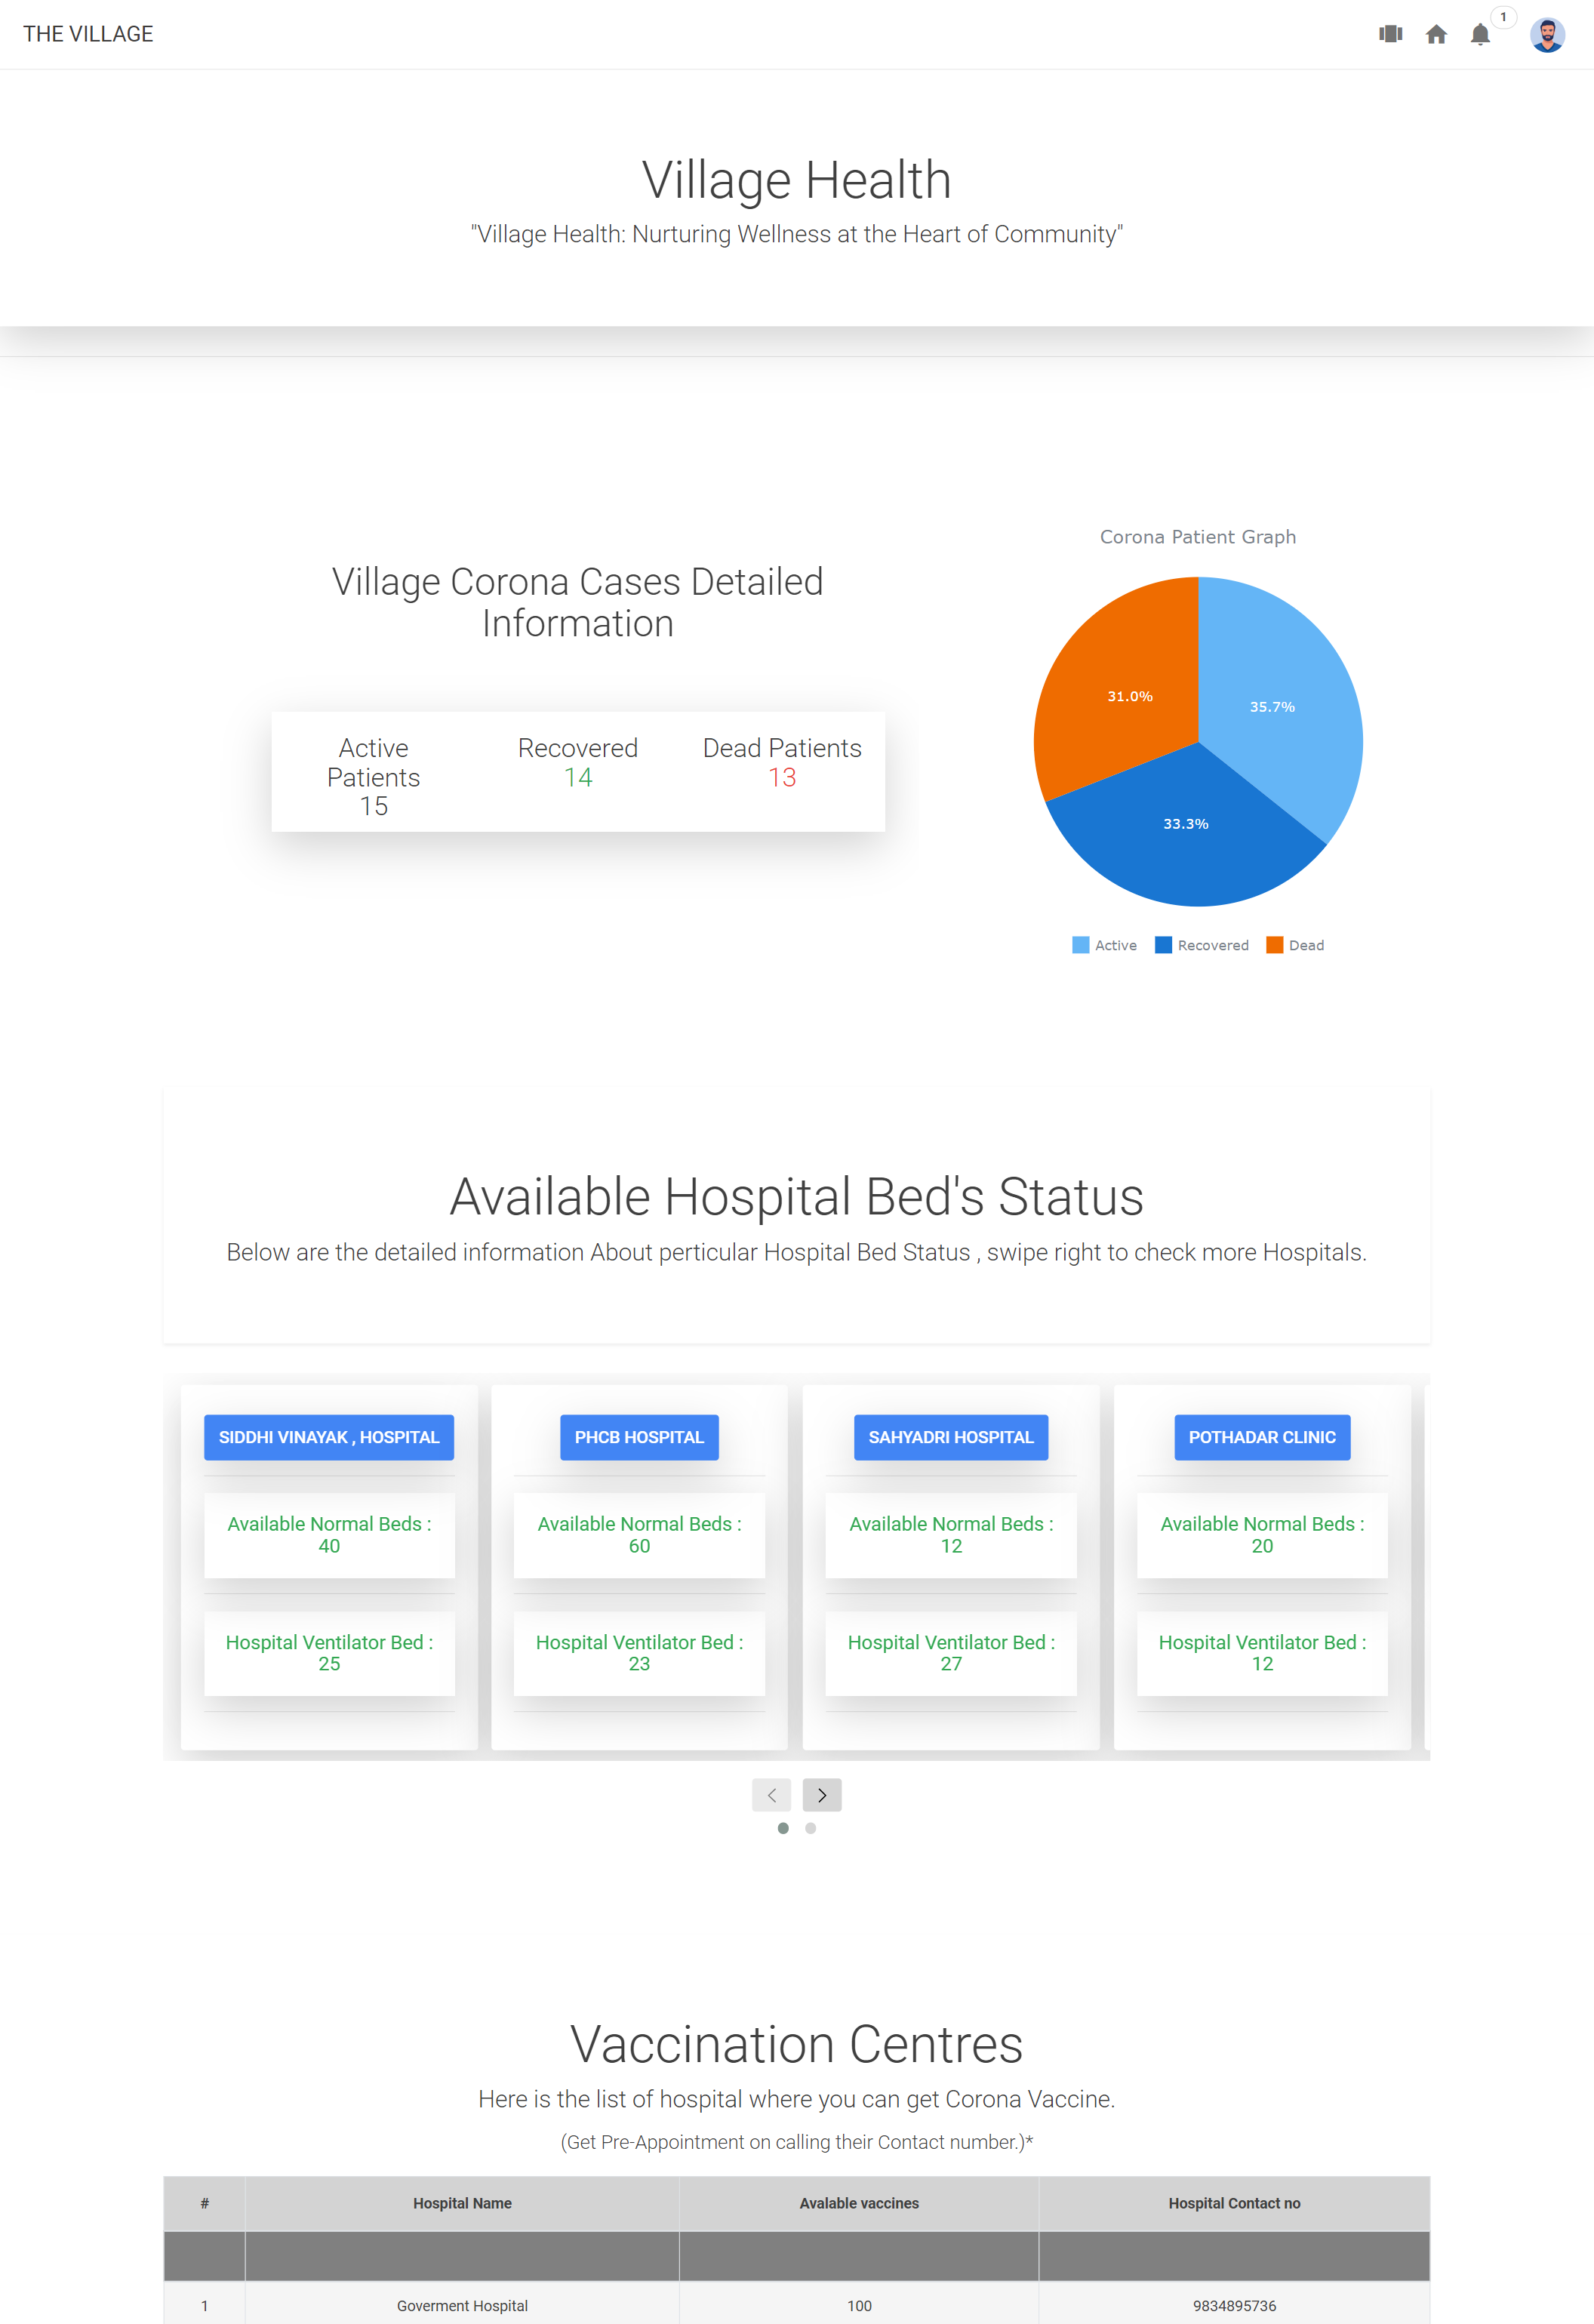 THE VILLAGE
1
Village Health
"Village Health: Nurturing Wellness at the Heart of Community"
Village Corona Cases Detailed
Information
Active
Patients
15
Recovered
14
Dead Patients
13
Corona Patient Graph
31.0%
35.7%
33.3%
Active
Recovered
Dead
Available Hospital Bed's Status
Below are the detailed information About perticular Hospital Bed Status , swipe right to check more Hospitals.
SIDDHI VINAYAK , HOSPITAL
Available Normal Beds :
40
Hospital Ventilator Bed :
25
PHCB HOSPITAL
Available Normal Beds :
60
Hospital Ventilator Bed :
23
SAHYADRI HOSPITAL
Available Normal Beds :
12
Hospital Ventilator Bed :
27
POTHADAR CLINIC
Available Normal Beds :
20
Hospital Ventilator Bed :
12
Vaccination Centres
Here is the list of hospital where you can get Corona Vaccine.
(Get Pre-Appointment on calling their Contact number.)*
# Hospital Name Avalable vaccines Hospital Contact no
1 Goverment Hospital 100 9834895736